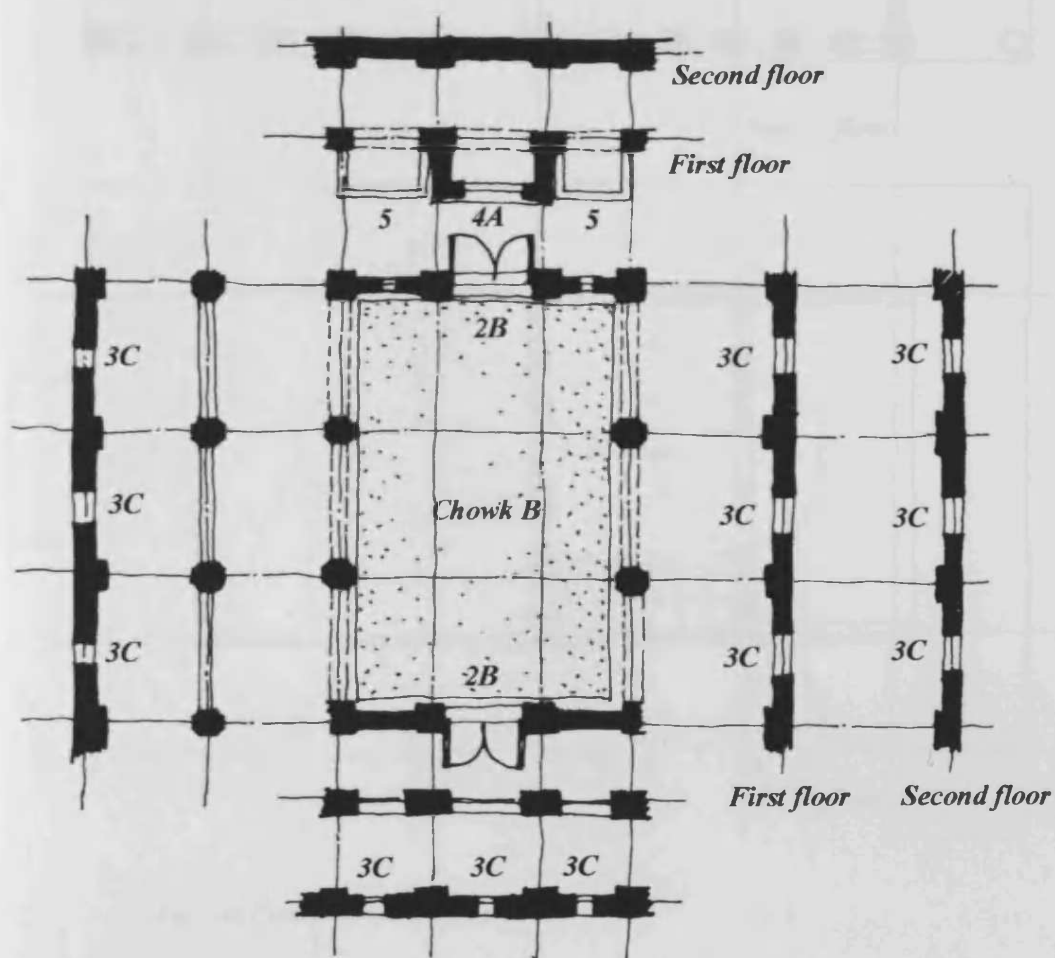 Second floor
First floor
5 4A 5
2B
3C 3C 3C
3C Chowk B 3C 3C
3C 3C 3C
2B
First floor Second floor
3C 3C 3C